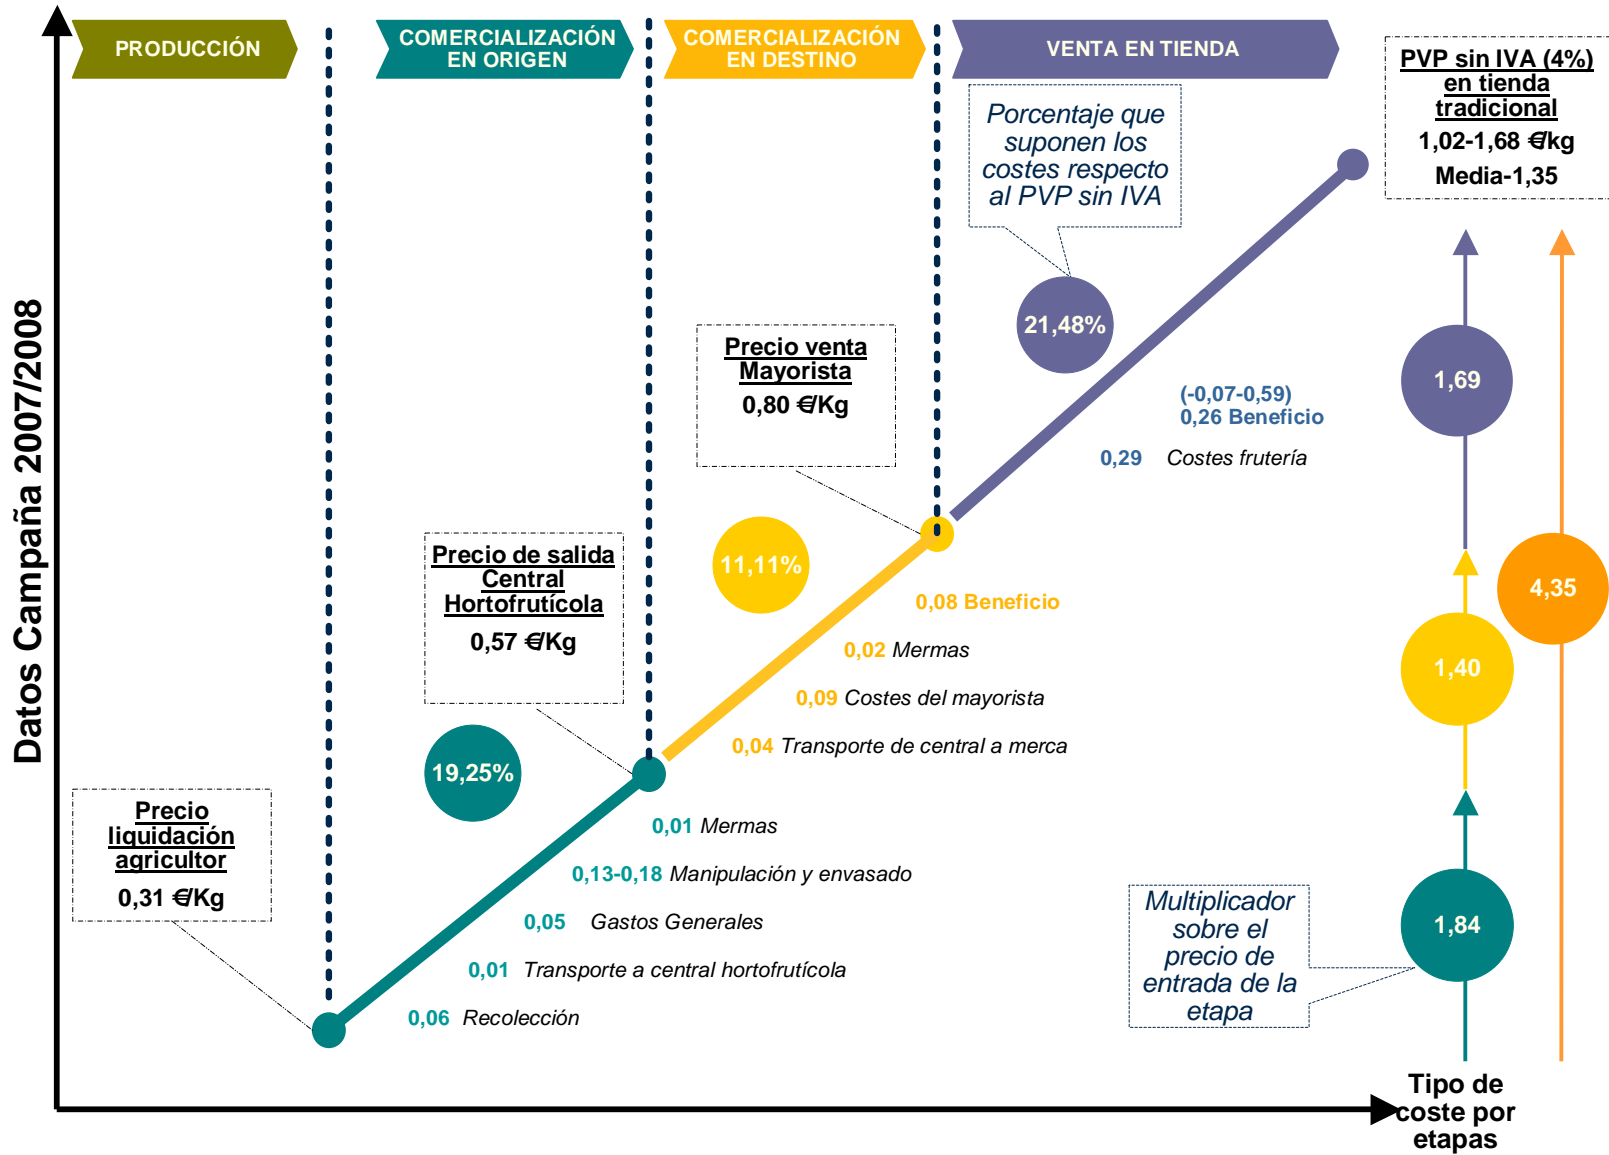 PRODUCCIÓN
COMERCIALIZACIÓN
EN ORIGEN
COMERCIALIZACIÓN
EN DESTINO
VENTA EN TIENDA
PVP sin IVA (4%)
en tienda
tradicional
1,02-1,68 €/kg
Media-1,35
Porcentaje que
suponen los
costes respecto
al PVP sin IVA
21,48%
Precio venta
Mayorista
0,80 €/Kg
(-0,07-0,59)
0,26 Beneficio
0,29 Costes frutería
1,69
Datos Campaña 2007/2008
Precio de salida
Central
Hortofrutícola
0,57 €/Kg
11,11%
0,08 Beneficio
0,02 Mermas
0,09 Costes del mayorista
0,04 Transporte de central a merca
4,35
1,40
19,25%
Precio
liquidación
agricultor
0,31 €/Kg
0,01 Mermas
0,13-0,18 Manipulación y envasado
0,05 Gastos Generales
0,01 Transporte a central hortofrutícola
0,06 Recolección
Multiplicador
sobre el
precio de
entrada de la
etapa
1,84
Tipo de
coste por
etapas